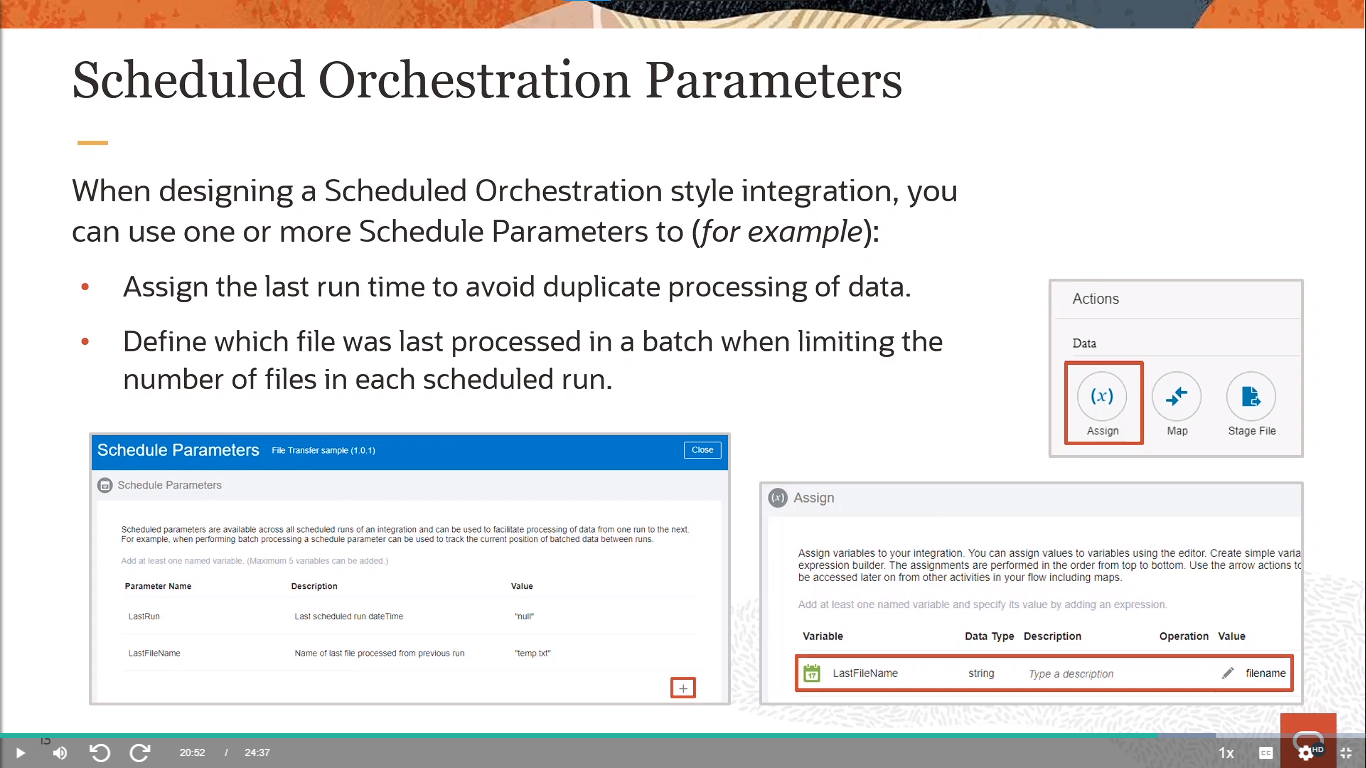 Scheduled Orchestration Parameters
When designing a Scheduled Orchestration style integration, you
can use one or more Schedule Parameters to (for example):
• Assign the last run time to avoid duplicate processing of data.
• Define which file was last processed in a batch when limiting the
number of files in each scheduled run.
Actions
Data
(x)
Assign Map Stage File
Schedule Parameters File Transfer sample (1.0.1) Close
Schedule Parameters
Scheduled parameters are available across all scheduled runs of an integration and can be used to facilitate processing of data from one run to the next.
For example, when performing batch processing a schedule parameter can be used to track the current position of batched data between runs.
Add at least one named variable. (Maximum 5 variables can be added.)
Parameter Name Description Value
LastRun Last scheduled run dateTime "null"
LastFileName Name of last file processed from previous run "temp.txt"
+
(x) Assign
Assign variables to your integration. You can assign values to variables using the editor. Create simple varia
expression builder. The assignments are performed in the order from top to bottom. Use the arrow actions to
be accessed later on from other activities in your flow including maps.
Add at least one named variable and specify its value by adding an expression.
Variable Data Type Description Operation Value
17 LastFileName string Type a description filename
20:52 / 24:37 1x CC HD